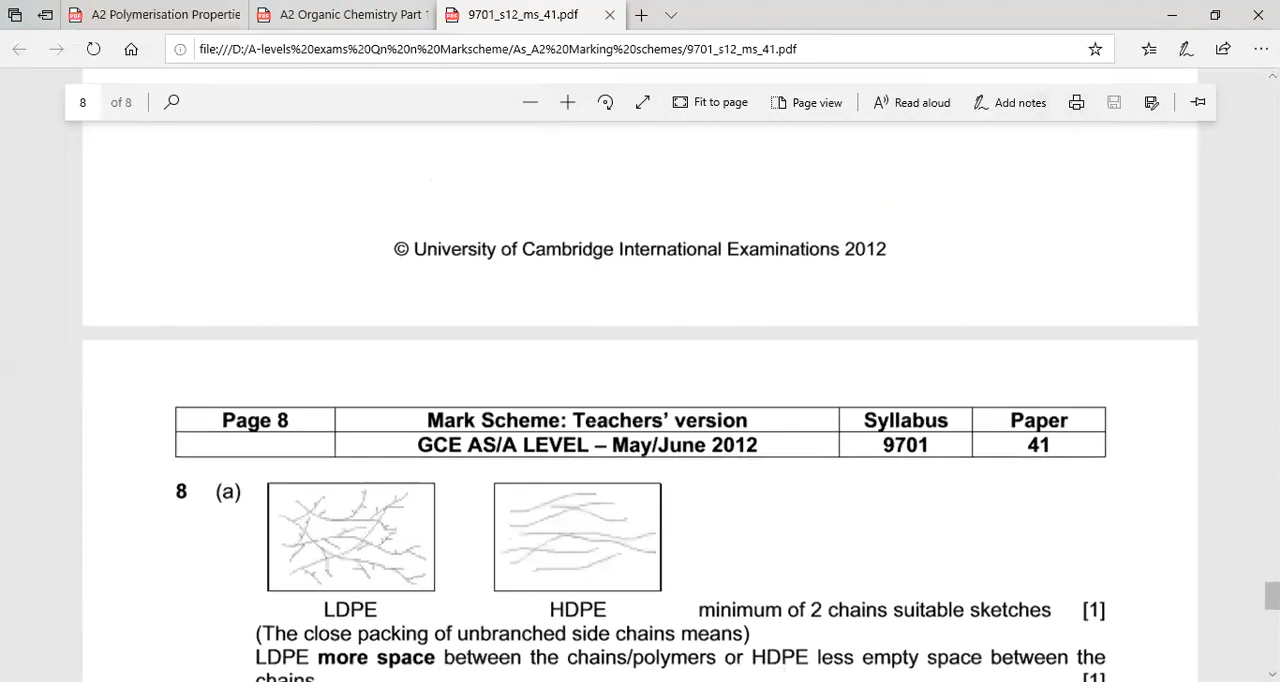 A2 Polymerisation Propertie
A2 Organic Chemistry Part
9701_s12_ms_41.pdf
file:///D:/A-levels%20exams%20Qn%20n%20Markscheme/As_A2%20Marking%20schemes/9701_s12_ms_41.pdf
8 of 8
Fit to page
Page view
Read aloud
Add notes
© University of Cambridge International Examinations 2012
Page 8 Mark Scheme: Teachers' version Syllabus Paper
GCE AS/A LEVEL – May/June 2012 9701 41
8 (a)
LDPE HDPE minimum of 2 chains suitable sketches [1]
(The close packing of unbranched side chains means)
LDPE more space between the chains/polymers or HDPE less empty space between the
chains [1]